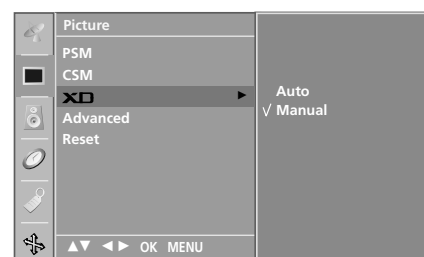 Picture
PSM
CSM
XD ►
Advanced
Reset
Auto
√ Manual
▲▼ ◄► OK MENU